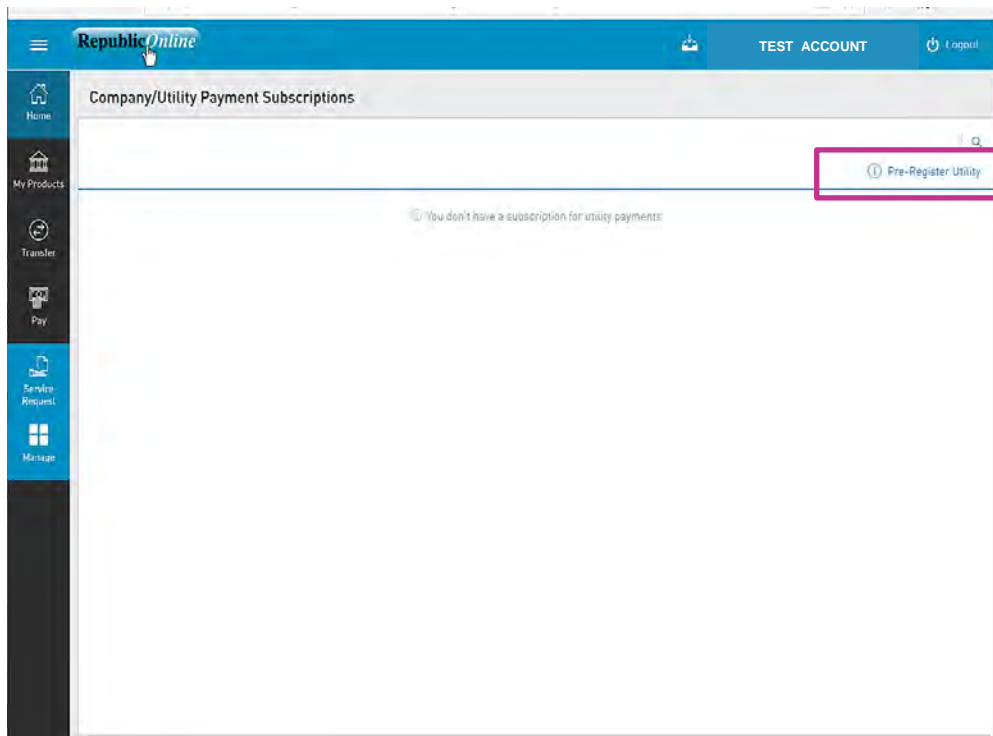 RepublicOnline
TEST ACCOUNT
Logout
Home
Company/Utility Payment Subscriptions
My Products
Pre-Register Utility
You don't have a subscription for utility payments
Transfer
Pay
Service
Request
Manage